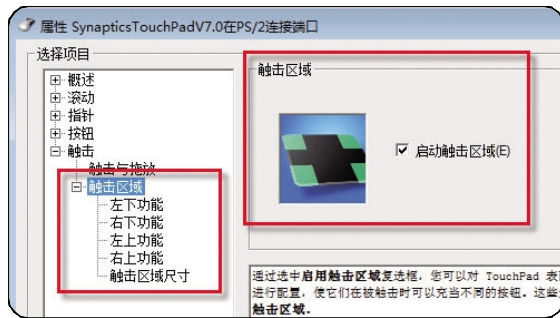 属性 SynapticsTouchPadV7.0在PS/2连接端口
选择项目
概述
滚动
指针
按钮
触击
触击与拖放
触击区域
左下功能
右下功能
左上功能
右上功能
触击区域尺寸
触击区域
启动触击区域(E)
通过选中启用触击区域复选框，您可以对 TouchPad 表
进行配置，使它们在被触击时可以充当不同的按钮。这些
触击区域。